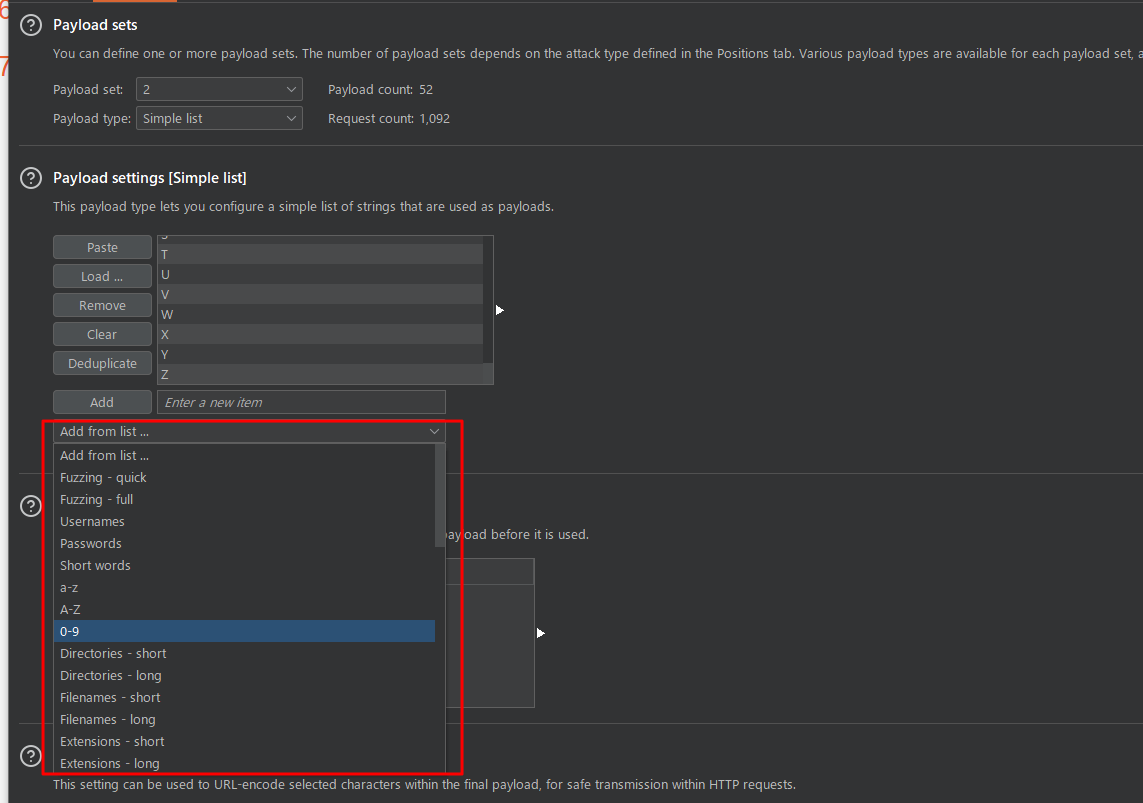 6
Payload sets
You can define one or more payload sets. The number of payload sets depends on the attack type defined in the Positions tab. Various payload types are available for each payload set, a
7
Payload set: 2 Payload count: 52
Payload type: Simple list Request count: 1,092
Payload settings [Simple list]
This payload type lets you configure a simple list of strings that are used as payloads.
Paste
Load ...
Remove
Clear
Deduplicate
T
U
V
W
X
Y
Z
Add Enter a new item
Add from list ...
Add from list ...
Fuzzing - quick
Fuzzing - full
Usernames
ayload before it is used.
Passwords
Short words
a-z
A-Z
0-9
Directories - short
Directories - long
Filenames - short
Filenames - long
Extensions - short
Extensions - long
This setting can be used to URL-encode selected characters within the final payload, for safe transmission within HTTP requests.